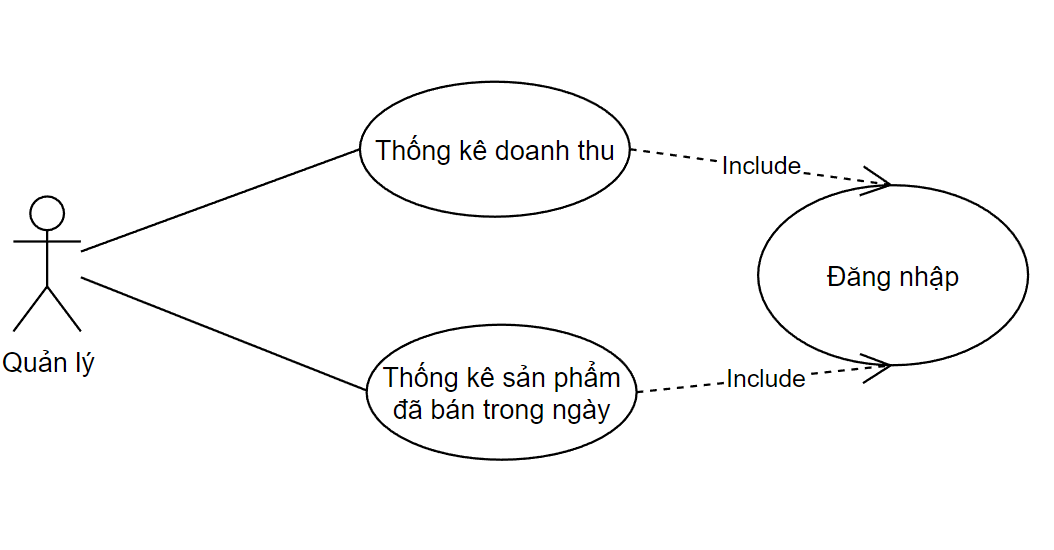 Thống kê doanh thu
Include
Đăng nhập
Quản lý
Thống kê sản phẩm
đã bán trong ngày
Include